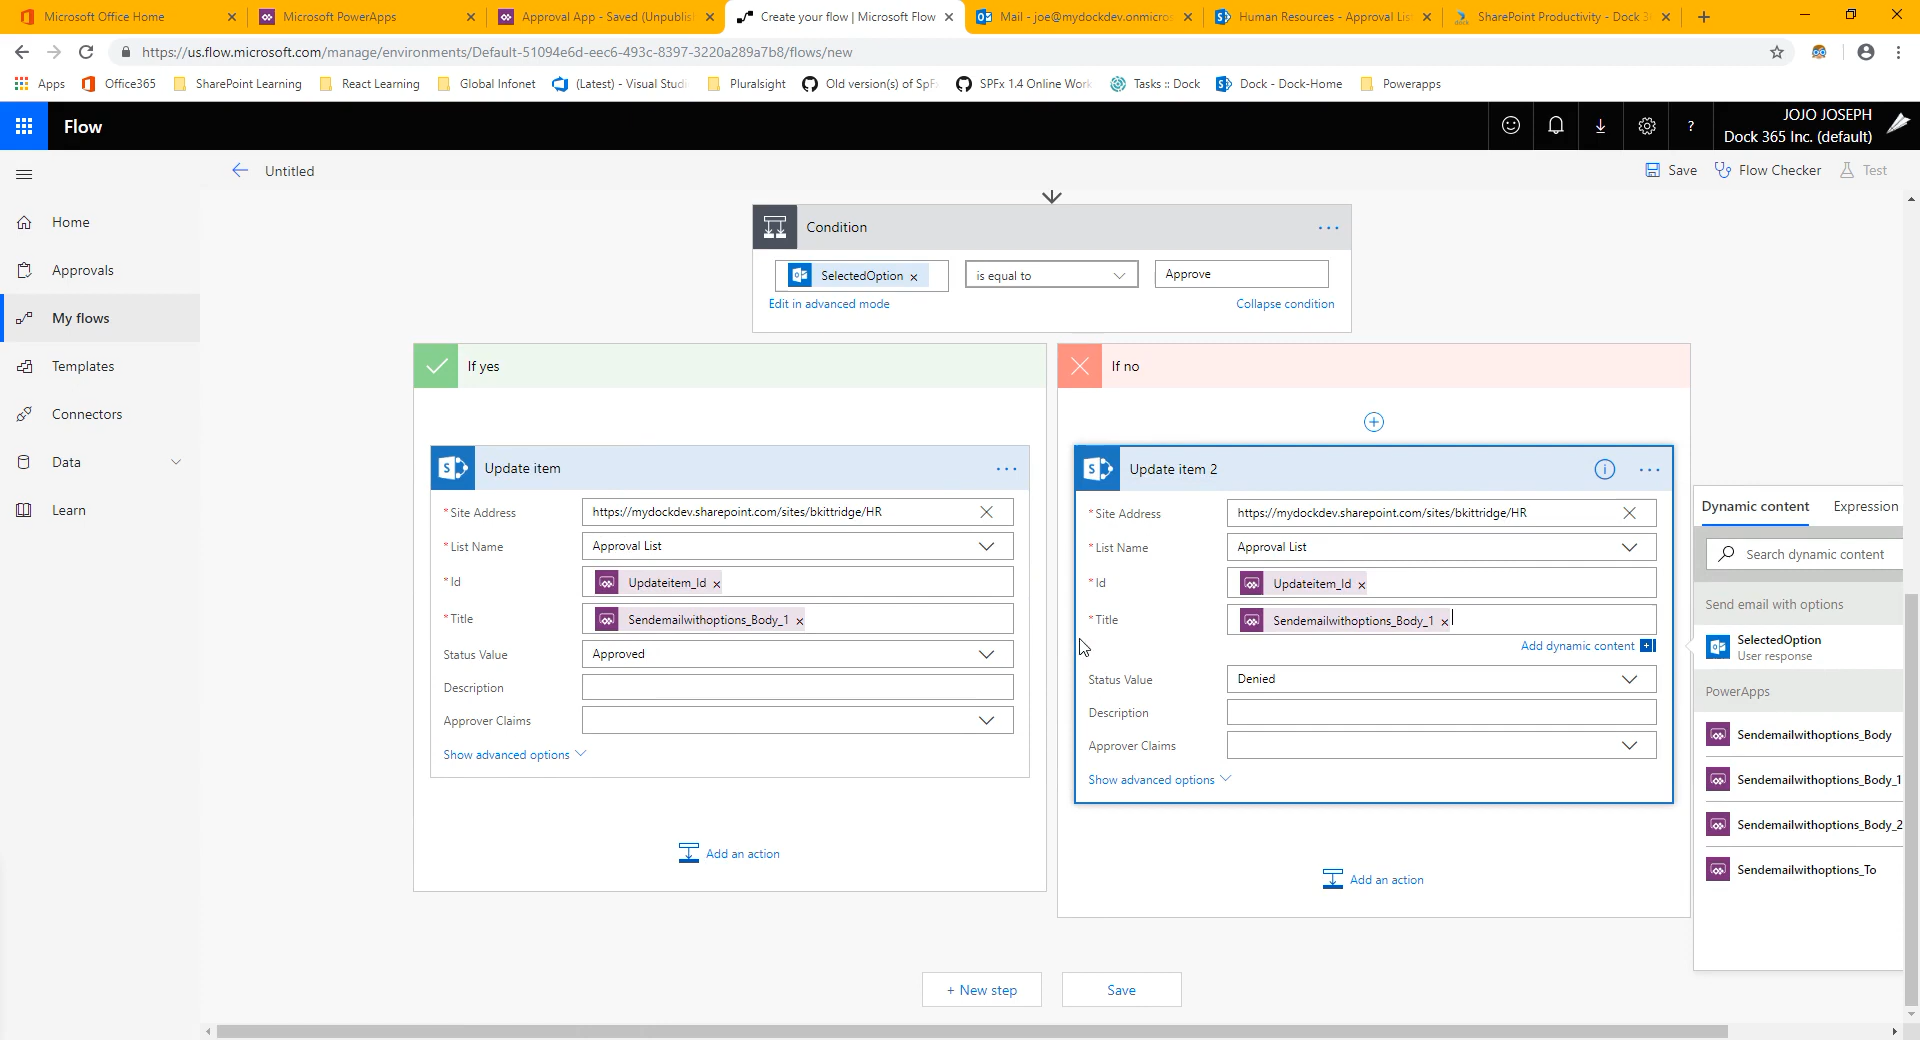 Microsoft Office Home
Microsoft PowerApps
Approval App - Saved (Unpublis
Create your flow | Microsoft Flow
Mail - joe@mydockdev.onmicros
Human Resources - Approval Lis
SharePoint Productivity - Dock 3
https://us.flow.microsoft.com/manage/environments/Default-51094e6d-eec6-493c-8397-3220a289a7b8/flows/new
Apps
Office365
SharePoint Learning
React Learning
Global Infonet
(Latest) - Visual Studi
Pluralsight
Old version(s) of SpF
SPFx 1.4 Online Work
Tasks :: Dock
Dock - Dock-Home
Powerapps
Flow
?
JOJO JOSEPH
Dock 365 Inc. (default)
Untitled
Save
Flow Checker
Test
Home
Approvals
My flows
Templates
Connectors
Data
Learn
Condition
SelectedOption x
is equal to
Approve
Edit in advanced mode
Collapse condition
If yes
Update item
* Site Address
https://mydockdev.sharepoint.com/sites/bkittridge/HR
* List Name
Approval List
* Id
Updateitem_Id x
* Title
Sendemailwithoptions_Body_1 x
Status Value
Approved
Description
Approver Claims
Show advanced options
Add an action
If no
Update item 2
* Site Address
https://mydockdev.sharepoint.com/sites/bkittridge/HR
* List Name
Approval List
* Id
Updateitem_Id x
* Title
Sendemailwithoptions_Body_1 x
Add dynamic content
Status Value
Denied
Description
Approver Claims
Show advanced options
Add an action
Dynamic content
Expression
Search dynamic content
Send email with options
SelectedOption
User response
PowerApps
Sendemailwithoptions_Body
Sendemailwithoptions_Body_1
Sendemailwithoptions_Body_2
Sendemailwithoptions_To
+ New step
Save